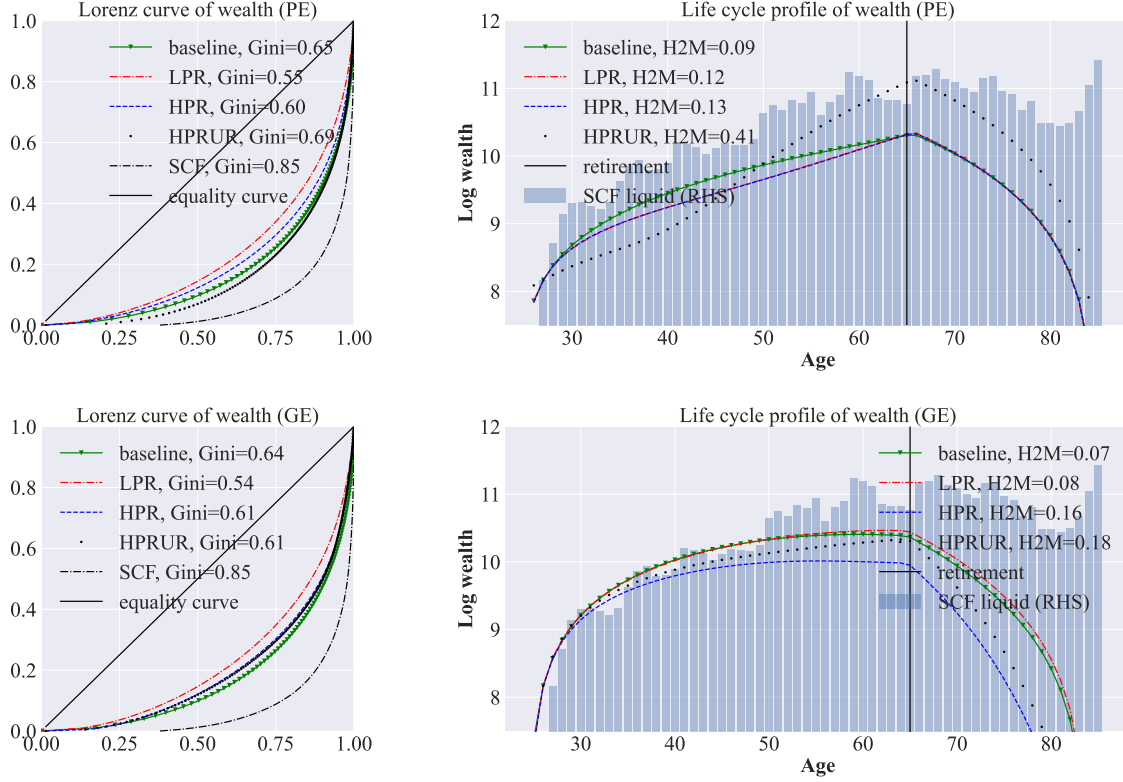 Lorenz curve of wealth (PE)
1.0
0.8
0.6
0.4
0.2
0.0
baseline, Gini=0.65
LPR, Gini=0.55
HPR, Gini=0.60
HPRUR, Gini=0.69
SCF, Gini=0.85
equality curve
0.00 0.25 0.50 0.75 1.00
Life cycle profile of wealth (PE)
Log wealth
12
11
10
9
8
baseline, H2M=0.09
LPR, H2M=0.12
HPR, H2M=0.13
HPRUR, H2M=0.41
retirement
SCF liquid (RHS)
30 40 50 60 70 80
Age
Lorenz curve of wealth (GE)
1.0
0.8
0.6
0.4
0.2
0.0
baseline, Gini=0.64
LPR, Gini=0.54
HPR, Gini=0.61
HPRUR, Gini=0.61
SCF, Gini=0.85
equality curve
0.00 0.25 0.50 0.75 1.00
Life cycle profile of wealth (GE)
Log wealth
12
11
10
9
8
baseline, H2M=0.07
LPR, H2M=0.08
HPR, H2M=0.16
HPRUR, H2M=0.18
retirement
SCF liquid (RHS)
30 40 50 60 70 80
Age